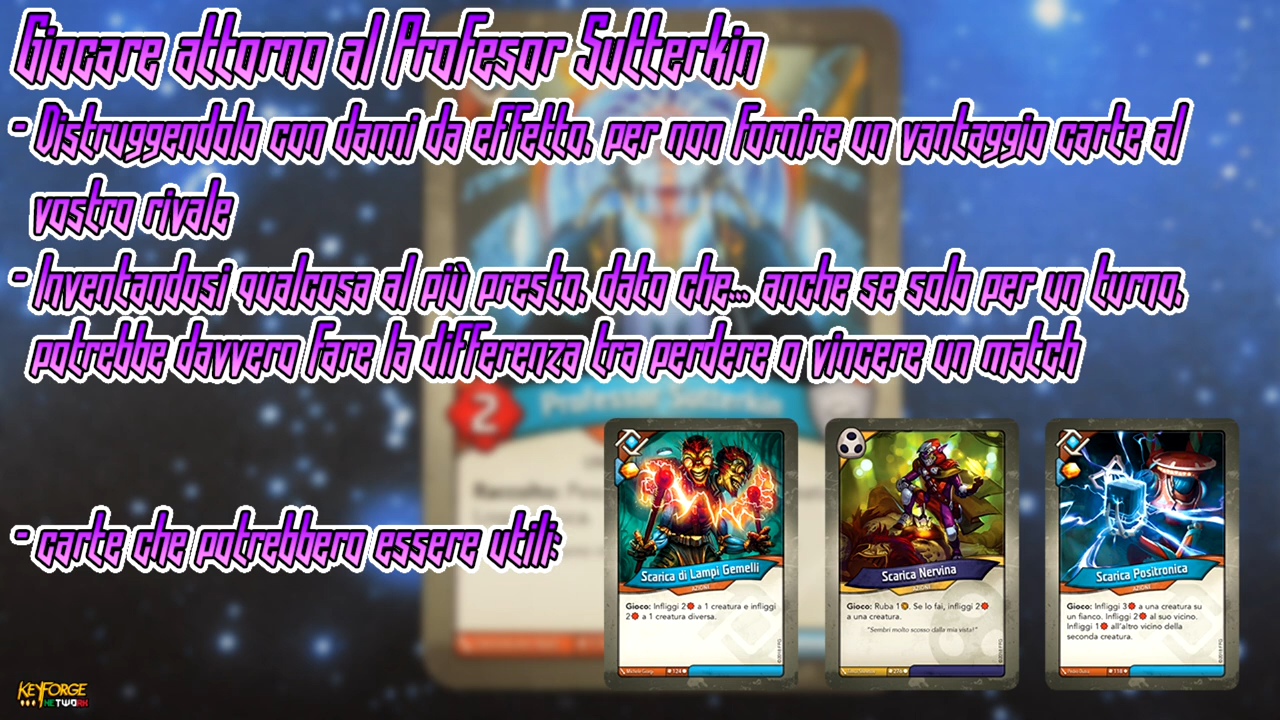 Giocare attorno al Profesor Sutterkin
- Distruggendolo con danni da effetto, per non fornire un vantaggio carte al
vostro rivale
- Inventandosi qualcosa al più presto, dato che... anche se solo per un turno,
potrebbe davvero fare la differenza tra perdere o vincere un match
2
Professor Sutterkin
- carte che potrebbero essere utili:
Scarica di Lampi Gemelli
AZIONE
Gioco: Infliggi 2 a 1 creatura e infliggi
2 a 1 creatura diversa.
124
Scarica Nervina
AZIONE
Gioco: Ruba 1. Se lo fai, infliggi 2
a una creatura.
"Sembri molto scosso dalla mia vista!"
Scarica Positronica
AZIONE
Gioco: Infliggi 3 a una creatura su
un fianco. Infliggi 2 al suo vicino.
Infliggi 1 all'altro vicino della
seconda creatura.
116
KEYFORGE
NETWORK